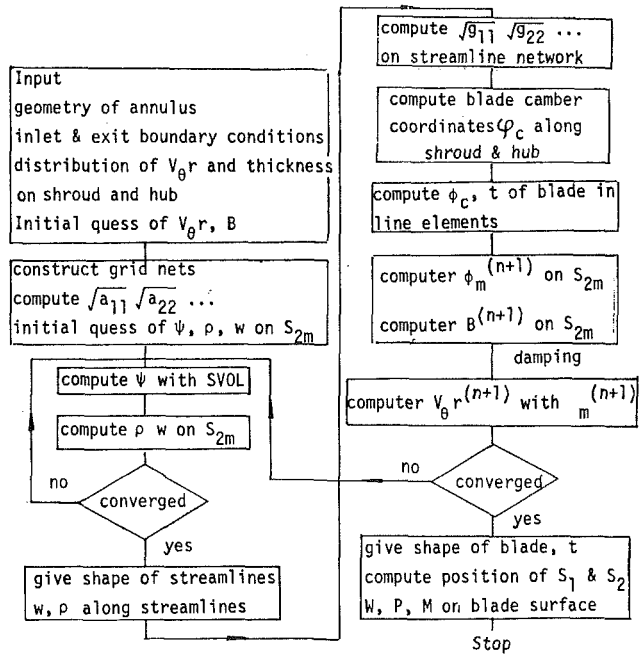 Input
geometry of annulus
inlet & exit boundary conditions
distribution of V_θr and thickness
on shroud and hub
Initial quess of V_θr, B
construct grid nets
compute √a₁₁ √a₂₂ ...
initial quess of ψ, ρ, w on S₂ₘ
compute ψ with SVOL
compute ρ w on S₂ₘ
no
converged
yes
give shape of streamlines
w, ρ along streamlines
compute √g₁₁ √g₂₂ ...
on streamline network
compute blade camber
coordinates φ_c along
shroud & hub
compute ϕ_c, t of blade in
line elements
computer ϕₘ⁽ⁿ⁺¹⁾ on S₂ₘ
computer B⁽ⁿ⁺¹⁾ on S₂ₘ
damping
computer V_θr⁽ⁿ⁺¹⁾ with ₘ⁽ⁿ⁺¹⁾
no
converged
yes
give shape of blade, t
compute position of S₁ & S₂
W, P, M on blade surface
Stop